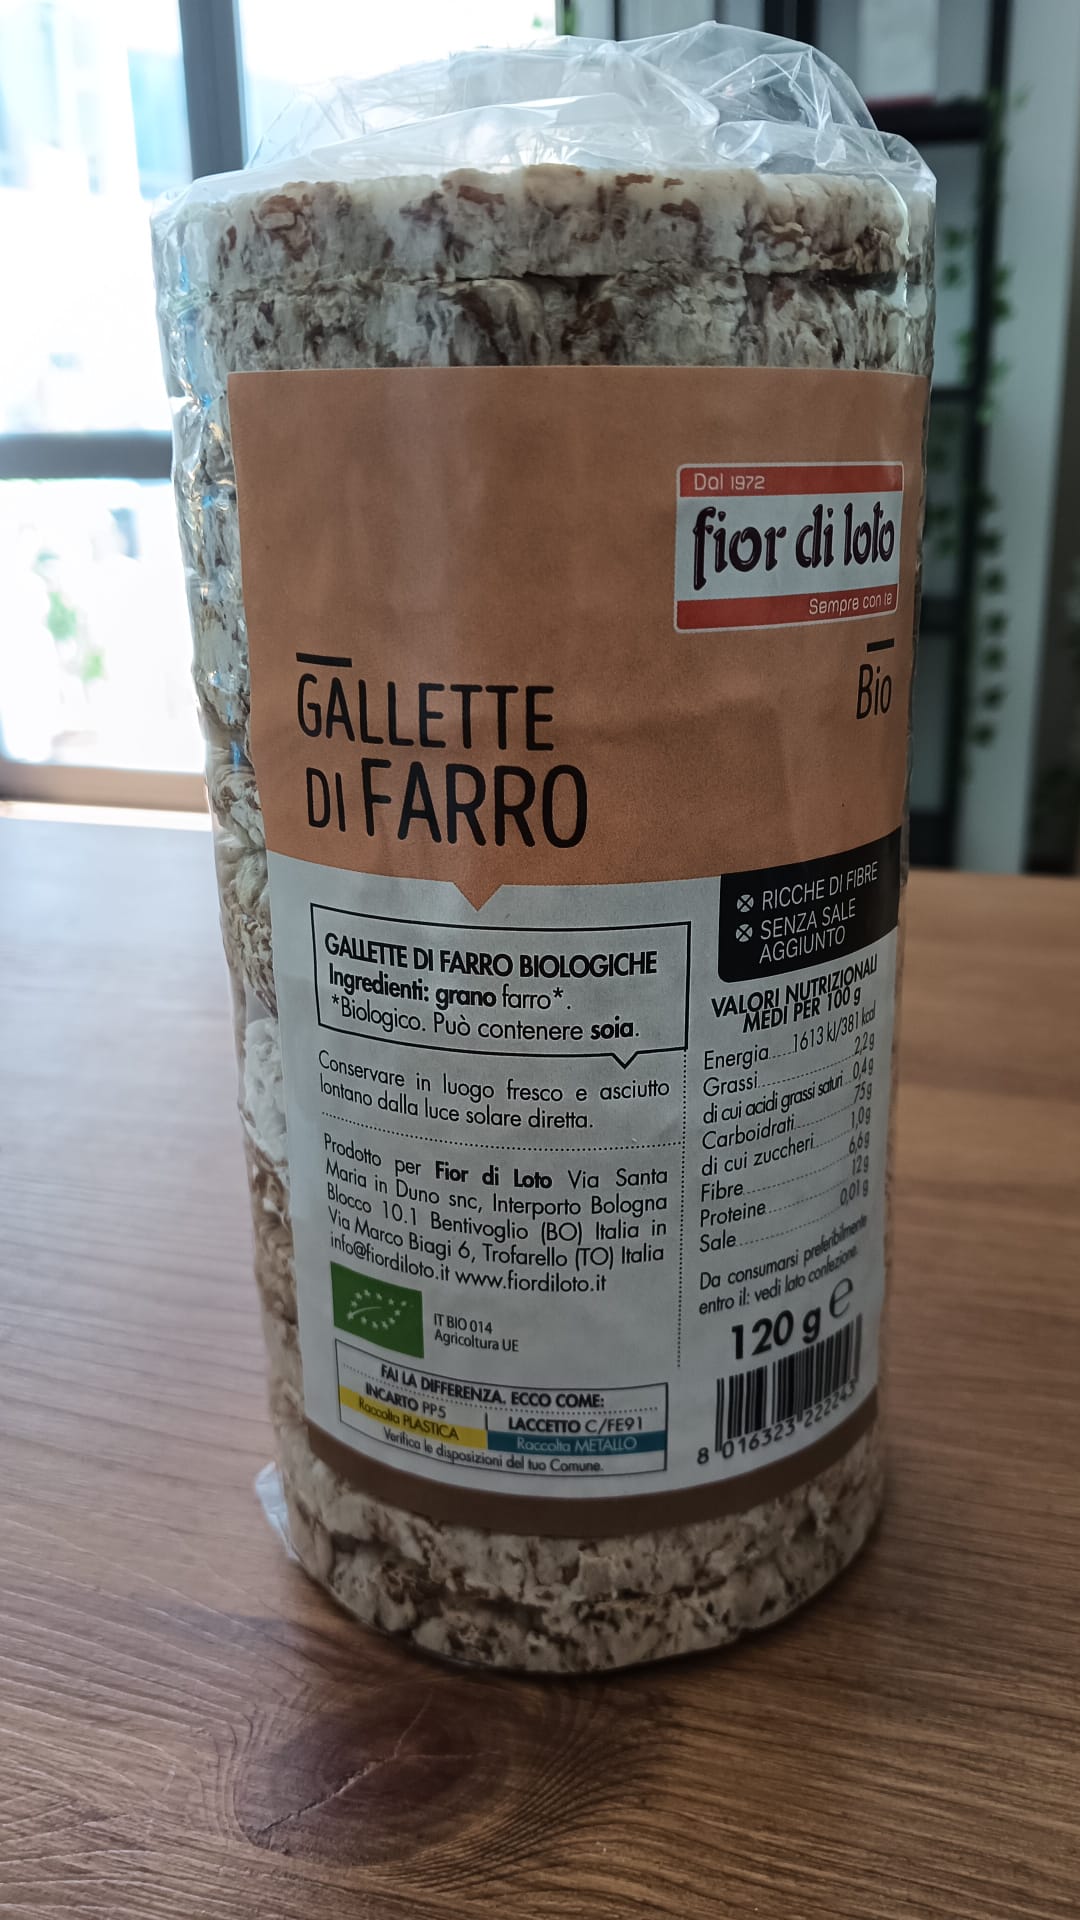 Dal 1972
fior di loto
Sempre con te
Bio
GALLETTE
DI FARRO
RICCHE DI FIBRE
SENZA SALE
AGGIUNTO
GALLETTE DI FARRO BIOLOGICHE
Ingredienti: grano farro*.
*Biologico. Può contenere soia.
Conservare in luogo fresco e asciutto
lontano dalla luce solare diretta.
Prodotto per Fior di Loto Via Santa
Maria in Duno snc, Interporto Bologna
Blocco 10.1 Bentivoglio (BO) Italia in
Via Marco Biagi 6, Trofarello (TO) Italia
info@fiordiloto.it www.fiordiloto.it
IT BIO 014
Agricoltura UE
FAI LA DIFFERENZA. ECCO COME:
INCARTO PP5
Raccolta PLASTICA
LACCETTO C/FE91
Raccolta METALLO
Verifica le disposizioni del tuo Comune.
VALORI NUTRIZIONALI
MEDI PER 100 g
Energia.....1613 kJ/381 kcal
Grassi.....2,2g
di cui acidi grassi saturi...0,4g
Carboidrati.....75g
di cui zuccheri.....1,0g
Fibre.....6,6g
Proteine.....12g
Sale.....0,01g
Da consumarsi preferibilmente
entro il: vedi lato confezione.
120 g e
8 016323 222243